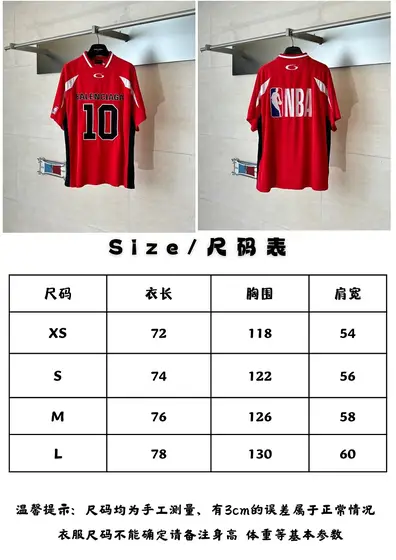 BALENCIAGA
10
NBA
Size/尺码表
尺码 衣长 胸围 肩宽
XS 72 118 54
S 74 122 56
M 76 126 58
L 78 130 60
温馨提示：尺码均为手工测量、有3cm的误差属于正常情况
衣服尺码不能确定请备注身高 体重等基本参数